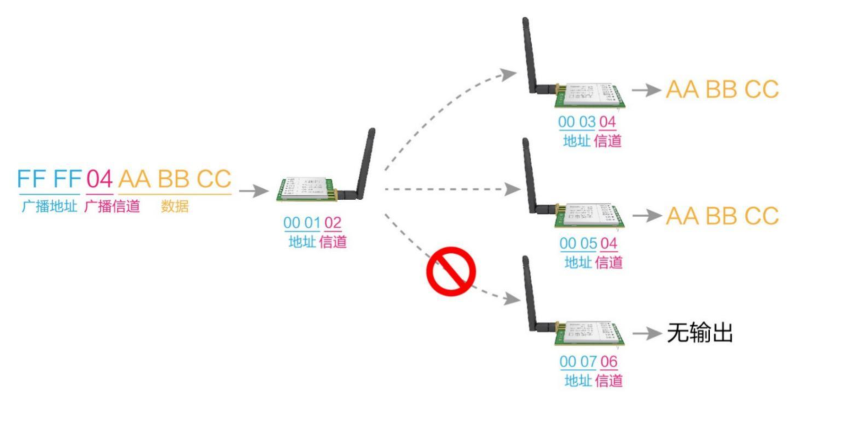 FF FF 04 AA BB CC
广播地址 广播信道 数据
00 01 02
地址 信道
00 03 04
地址 信道
AA BB CC
00 05 04
地址 信道
AA BB CC
00 07 06
地址 信道
无输出